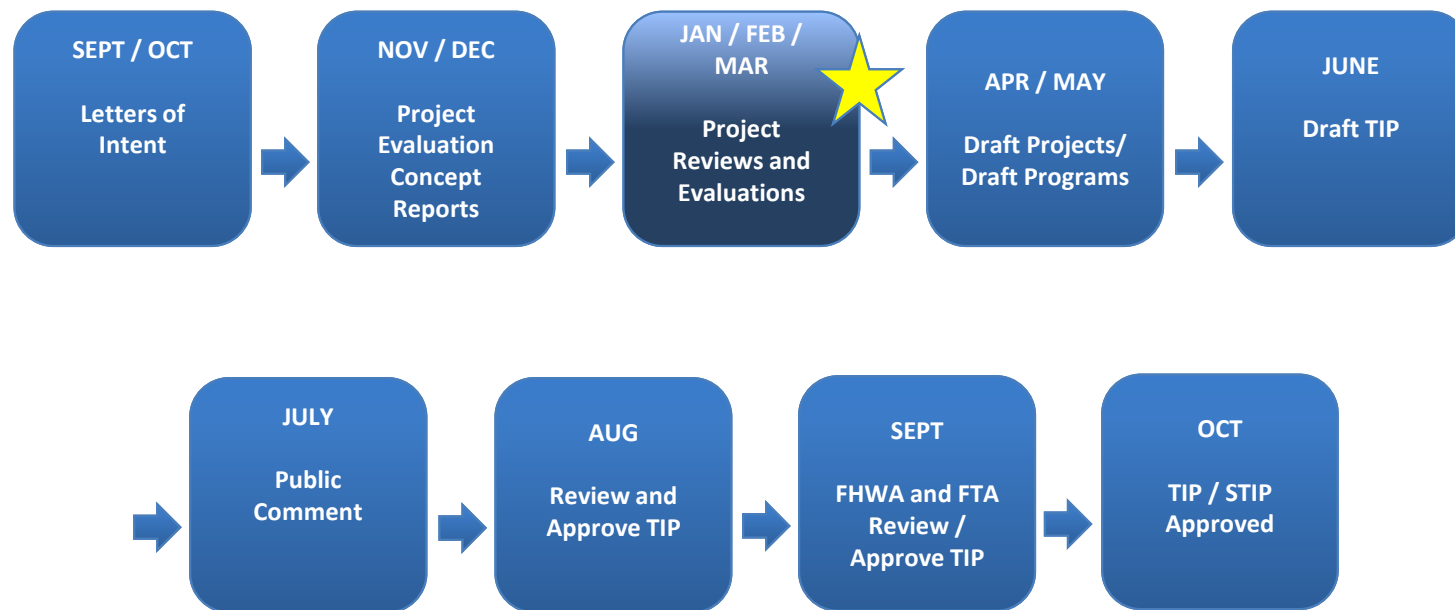 SEPT / OCT
Letters of
Intent
NOV / DEC
Project
Evaluation
Concept
Reports
JAN / FEB /
MAR
Project
Reviews and
Evaluations
APR / MAY
Draft Projects/
Draft Programs
JUNE
Draft TIP
JULY
Public
Comment
AUG
Review and
Approve TIP
SEPT
FHWA and FTA
Review /
Approve TIP
OCT
TIP / STIP
Approved